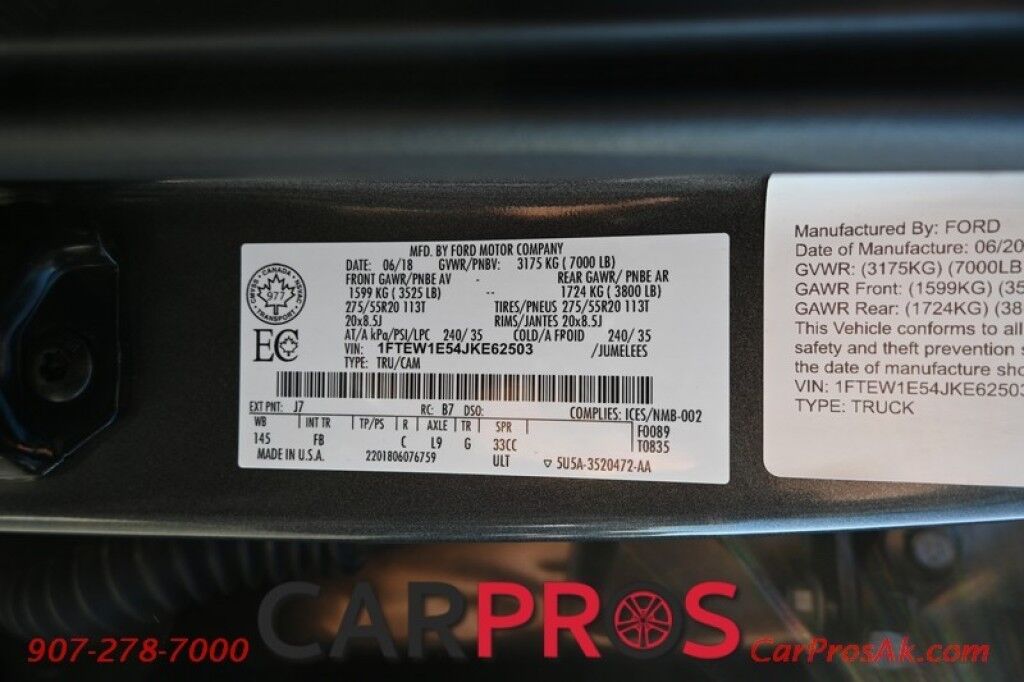 MFD. BY FORD MOTOR COMPANY
DATE: 06/18 GVWR/PNBV: 3175 KG ( 7000 LB)
FRONT GAWR/PNBE AV - REAR GAWR/ PNBE AR
1599 KG ( 3525 LB) -- 1724 KG ( 3800 LB)
275/55R20 113T TIRES/PNEUS 275/55R20 113T
20x8.5J RIMS/JANTES 20x8.5J
AT/A kPa/PSI/LPC 240/ 35 COLD/A FROID 240/ 35
VIN: 1FTEW1E54JKE62503 /JUMELEES
TYPE: TRU/CAM
CANADA
977
TRANSPORT
EC
EXT PNT: J7 RC: B7 DSO: COMPLIES: ICES/NMB-002
WB INT TR TP/PS R AXLE TR SPR F0089
145 FB C L9 G 33CC T0835
MADE IN U.S.A. 2201806076759 ULT 5U5A-3520472-AA
Manufactured By: FORD
Date of Manufacture: 06/20
GVWR: (3175KG) (7000LB
GAWR Front: (1599KG) (35
GAWR Rear: (1724KG) (38
This Vehicle conforms to all
safety and theft prevention s
the date of manufacture sho
VIN: 1FTEW1E54JKE62503
TYPE: TRUCK
CARPROS
907-278-7000
CarProsAk.com